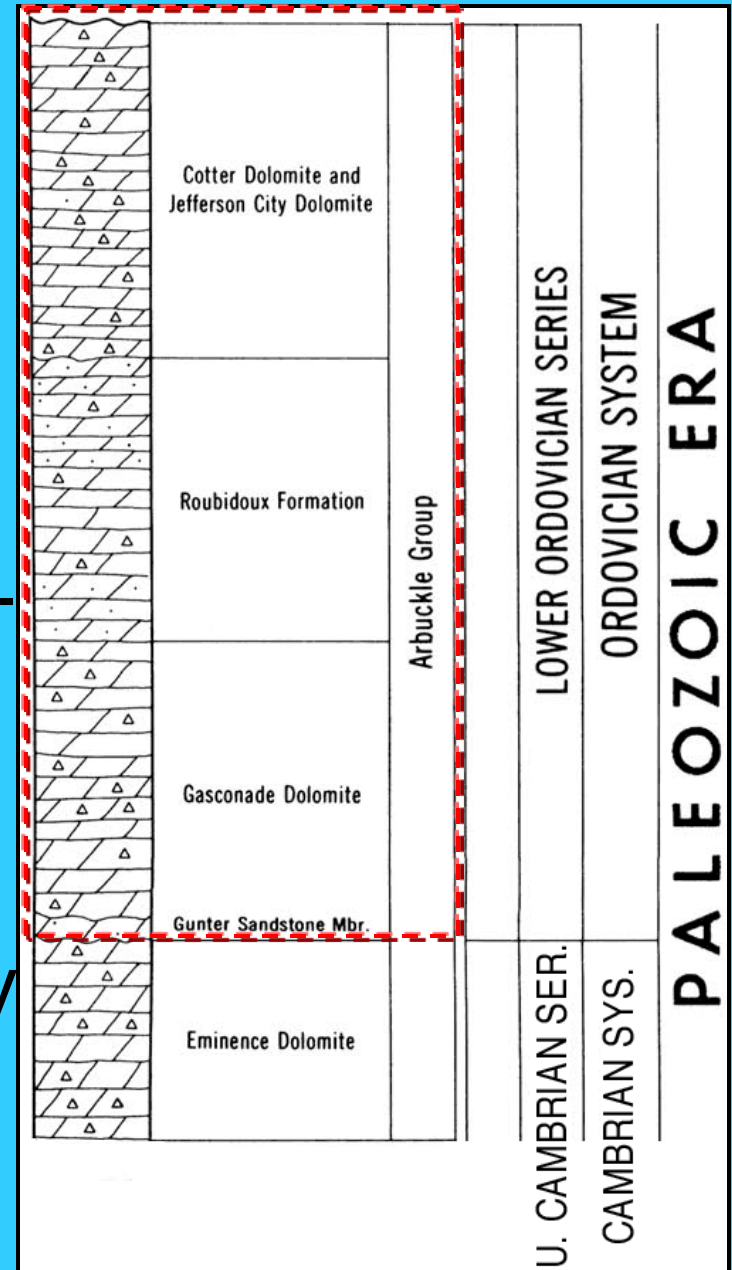 Cotter Dolomite and
Jefferson City Dolomite
Roubidoux Formation
Gasconade Dolomite
Gunter Sandstone Mbr.
Eminence Dolomite
Arbuckle Group
LOWER ORDOVICIAN SERIES
U. CAMBRIAN SER.
ORDOVICIAN SYSTEM
CAMBRIAN SYS.
PALEOZOIC ERA